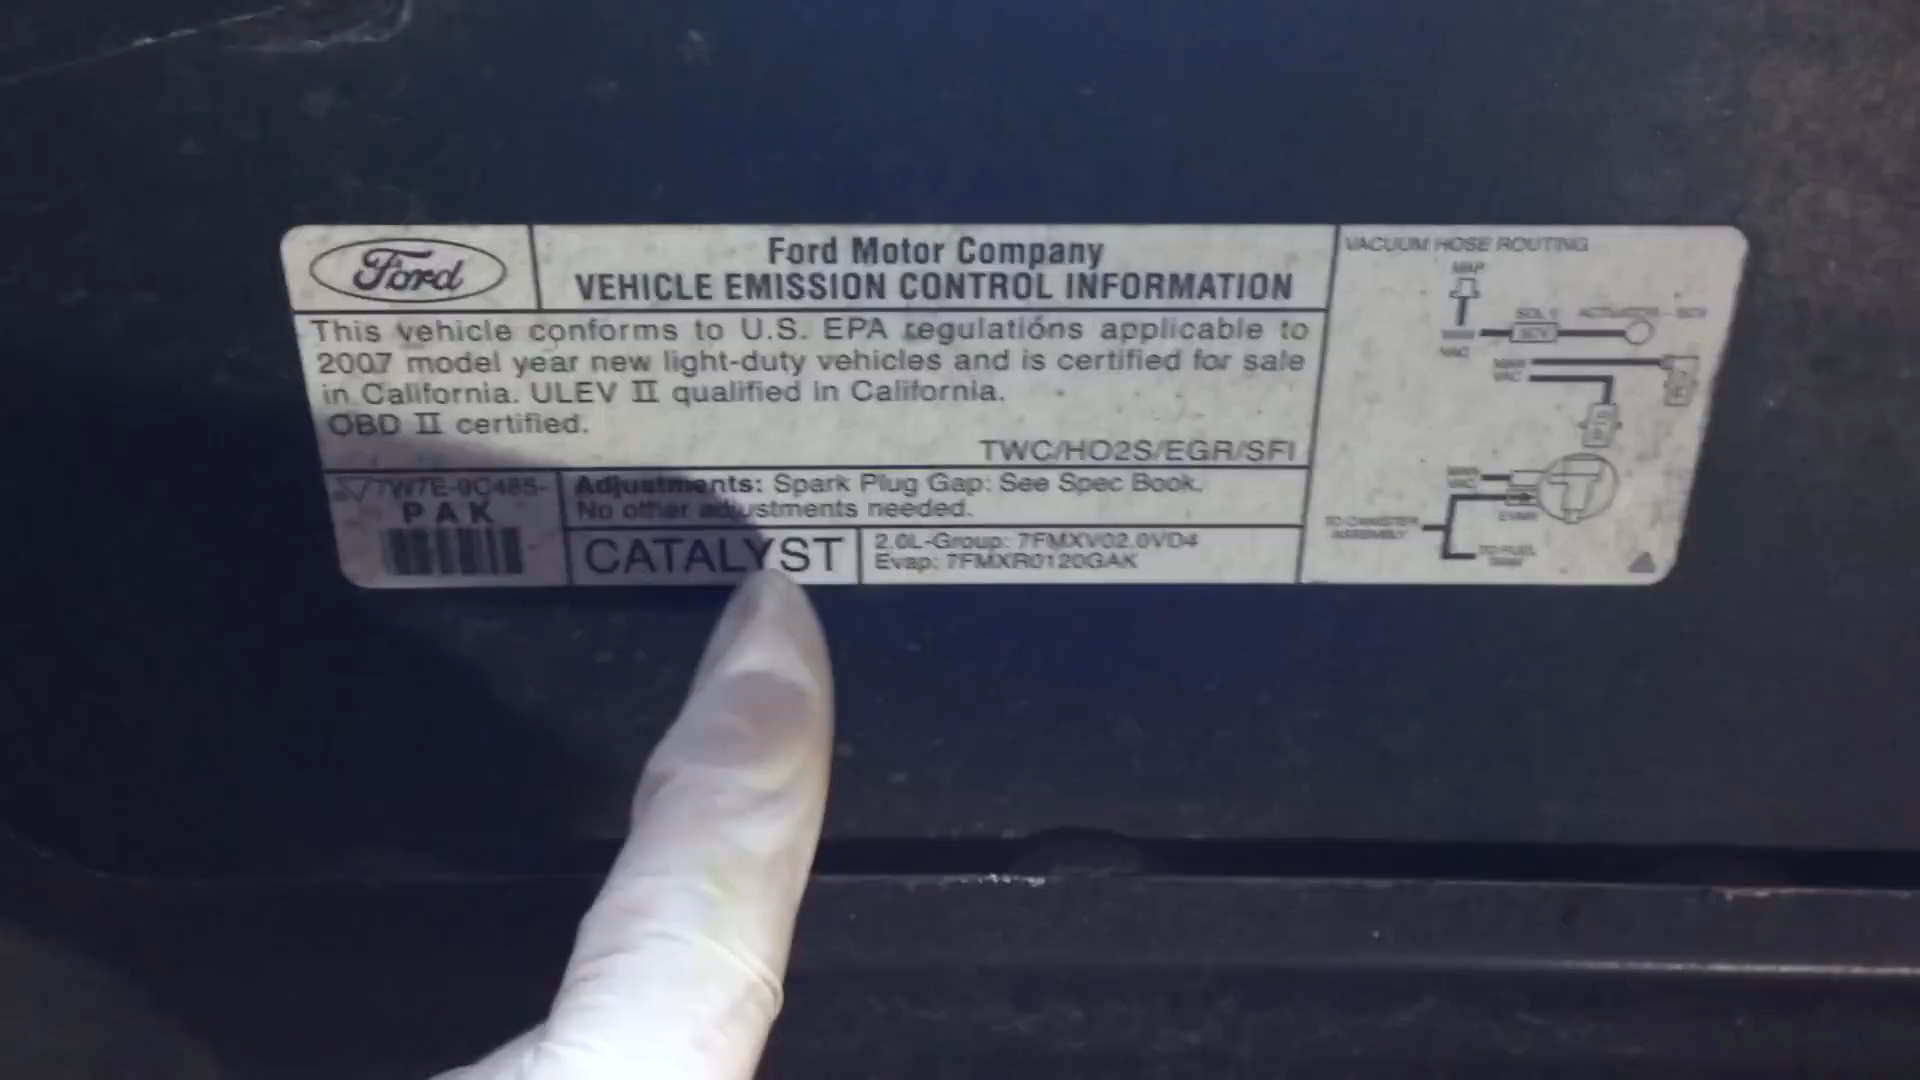 Ford
Ford Motor Company
VEHICLE EMISSION CONTROL INFORMATION
This vehicle conforms to U.S. EPA regulations applicable to
2007 model year new light-duty vehicles and is certified for sale
in California. ULEV II qualified in California.
OBD II certified.
TWC/HO2S/EGR/SFI
7W7E-9C485-
PAK
Adjustments: Spark Plug Gap: See Spec Book.
No other adjustments needed.
CATALYST
2.0L-Group: 7FMXV02.0VD4
Evap: 7FMXR0120GAK
VACUUM HOSE ROUTING
MAP
VAC
VAC
TO CANISTER
ASSEMBLY
TO FUEL